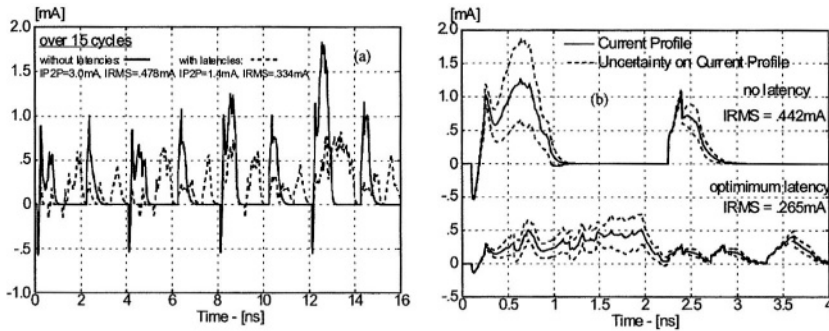 [mA]
2.0
1.5
1.0
.5
0
.5
-1.0
over 15 cycles
(a)
without latencies:
with latencies:
IP2P=3.0mA, IRMS=.478mA
IP2P=1.4mA, IRMS=.334mA
0 2 4 6 8 10 12 14 16
Time - [ns]
[mA]
2.0
1.5
1.0
.5
0
.5
0
-.5
Current Profile
Uncertainty on Current Profile
(b)
no latency
IRMS = .442mA
optimimum latency
IRMS = .265mA
0 0.5 1 1.5 2 2.5 3 3.5 4
Time - [ns]